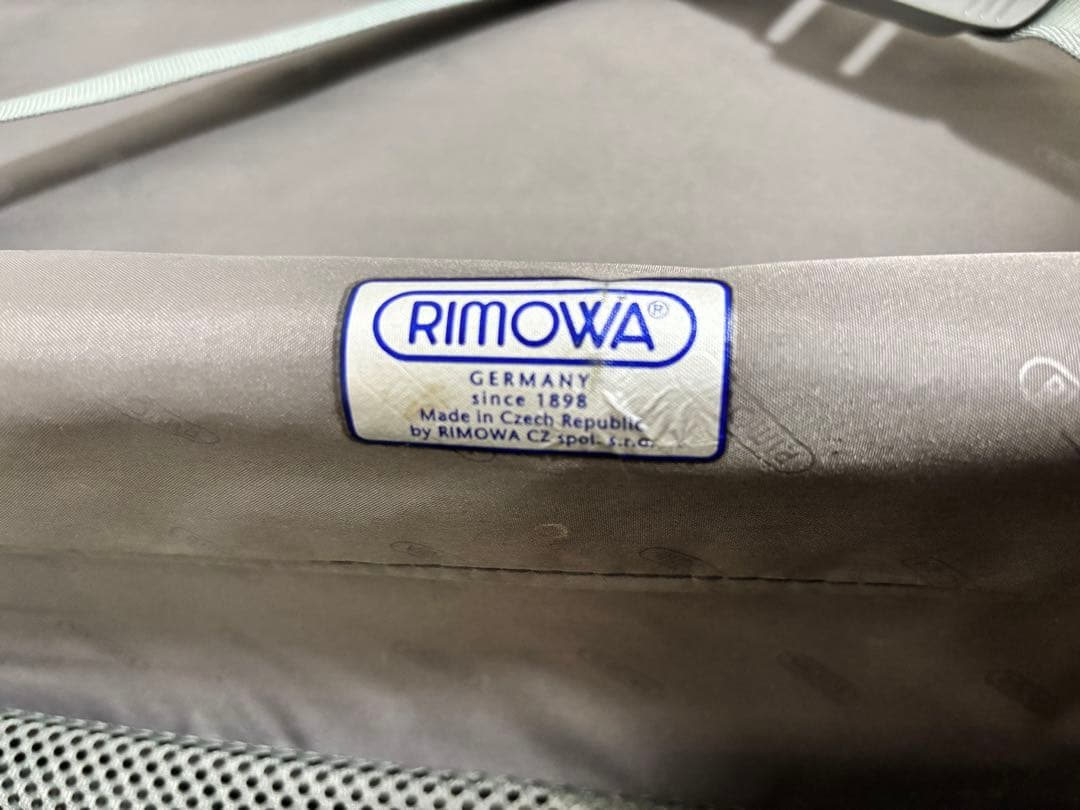 RIMOWA®
GERMANY
since 1898
Made in Czech Republic
by RIMOWA CZ spol. s.r.o.